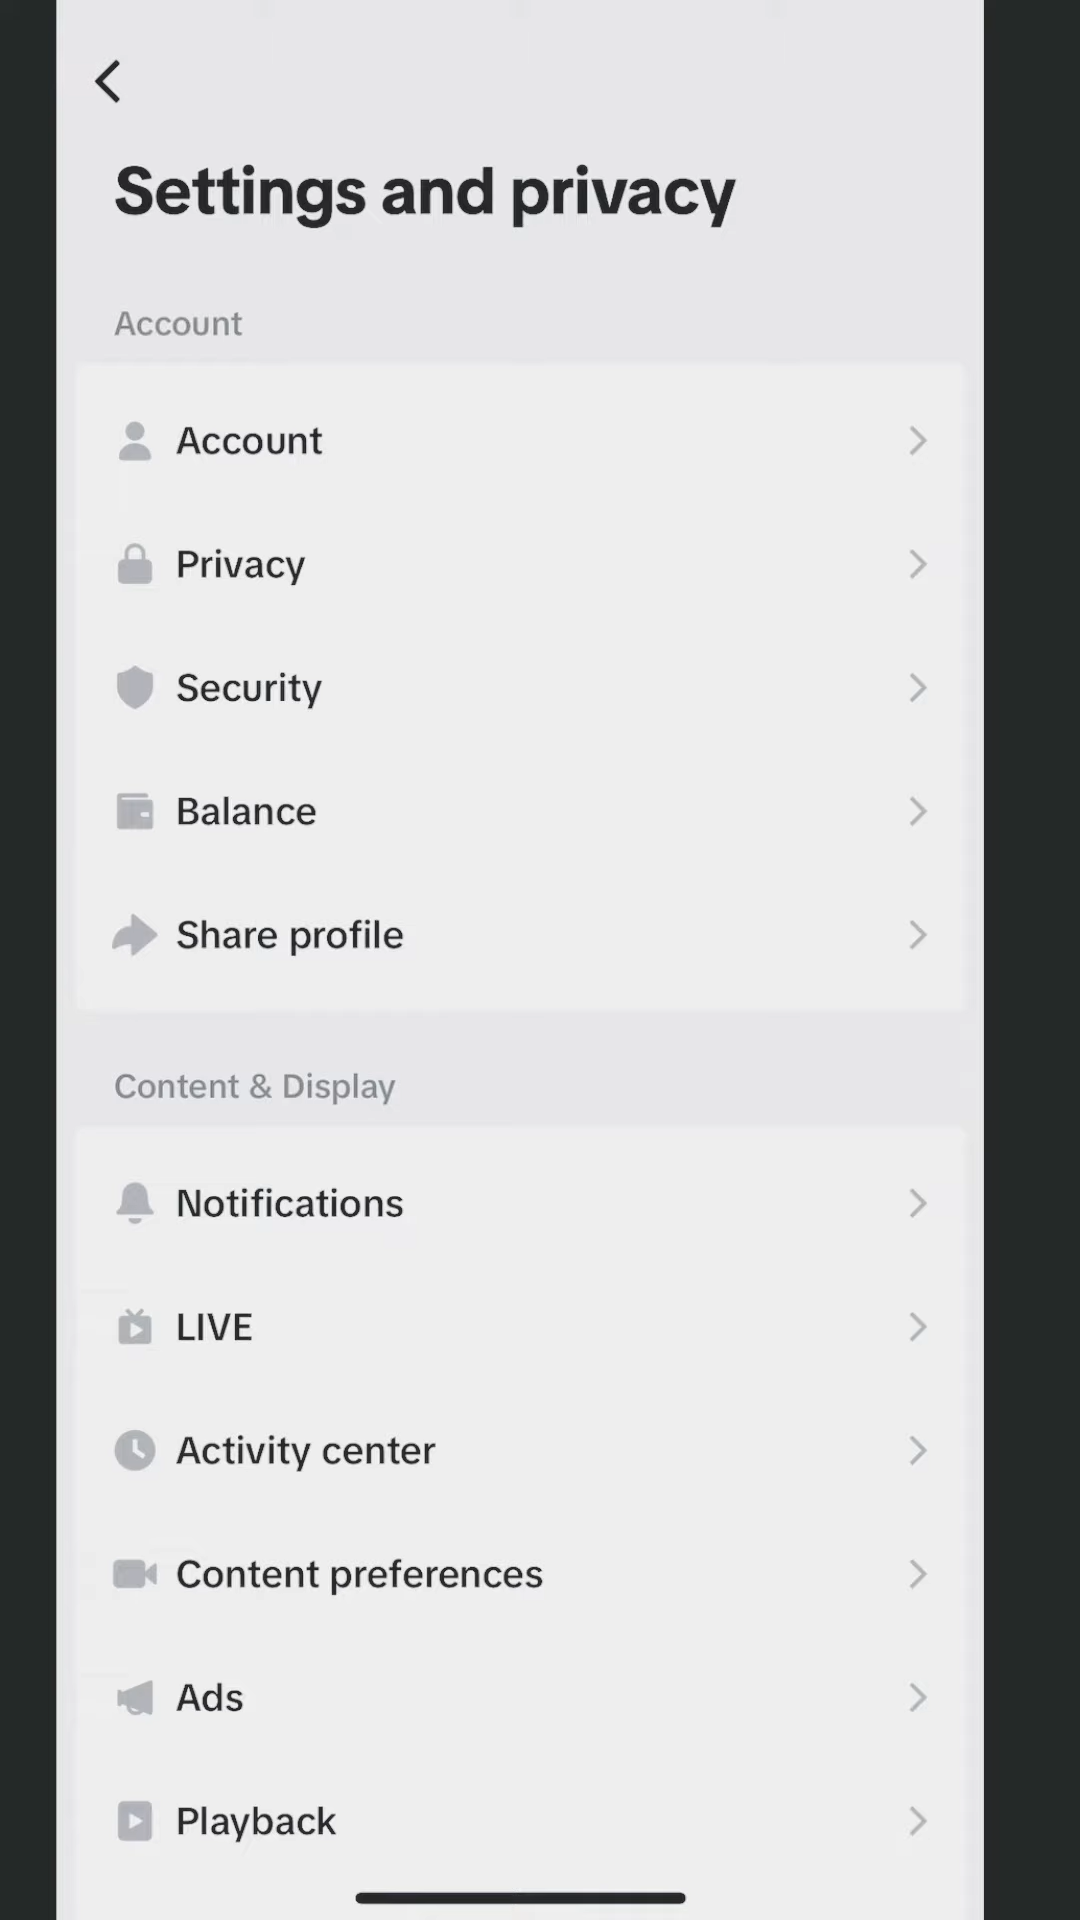 Settings and privacy
Account
Account
Privacy
Security
Balance
Share profile
Content & Display
Notifications
LIVE
Activity center
Content preferences
Ads
Playback